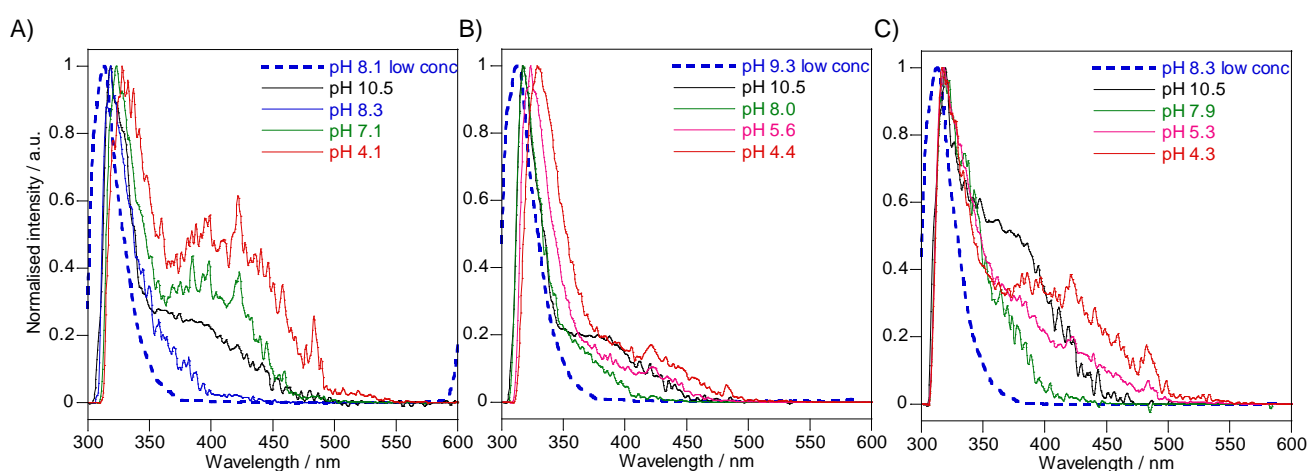 A)
pH 8.1 low conc
pH 10.5
pH 8.3
pH 7.1
pH 4.1
Normalised intensity / a.u.
1
0.8
0.6
0.4
0.2
0
300 350 400 450 500 550 600
Wavelength / nm
B)
pH 9.3 low conc
pH 10.5
pH 8.0
pH 5.6
pH 4.4
1
0.8
0.6
0.4
0.2
0
300 350 400 450 500 550 600
Wavelength / nm
C)
pH 8.3 low conc
pH 10.5
pH 7.9
pH 5.3
pH 4.3
1
0.8
0.6
0.4
0.2
0
300 350 400 450 500 550 600
Wavelength / nm